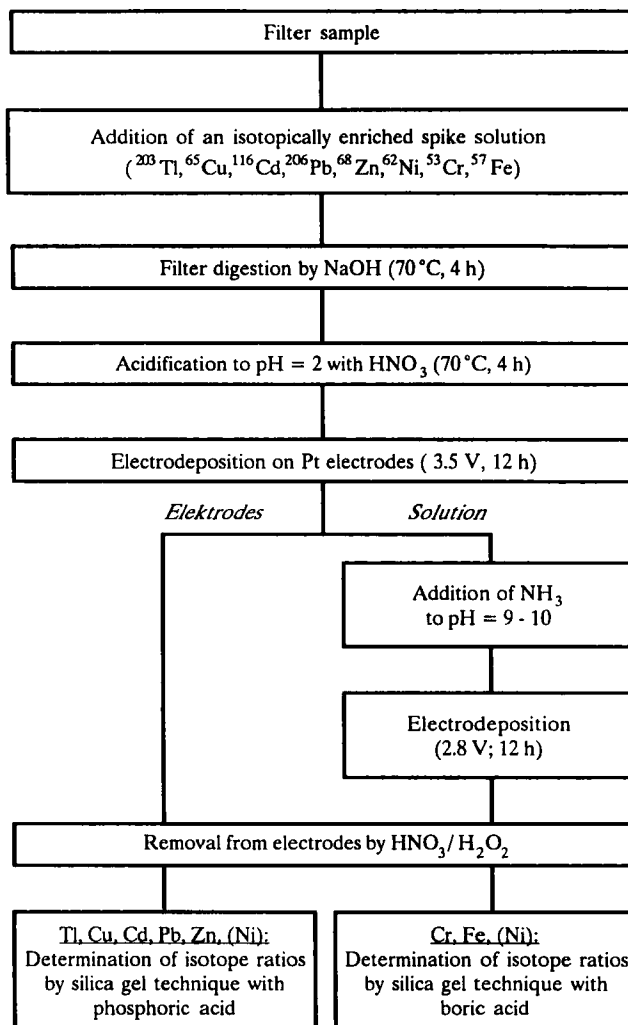 Filter sample
Addition of an isotopically enriched spike solution
( ²⁰³Tl,⁶⁵Cu,¹¹⁶Cd,²⁰⁶Pb,⁶⁸Zn,⁶²Ni,⁵³Cr,⁵⁷Fe)
Filter digestion by NaOH (70°C, 4 h)
Acidification to pH = 2 with HNO₃ (70°C, 4 h)
Electrodeposition on Pt electrodes ( 3.5 V, 12 h)
Elektrodes
Solution
Addition of NH₃
to pH = 9 - 10
Electrodeposition
(2.8 V; 12 h)
Removal from electrodes by HNO₃/ H₂O₂
Tl, Cu, Cd, Pb, Zn, (Ni):
Determination of isotope ratios
by silica gel technique with
phosphoric acid
Cr, Fe, (Ni):
Determination of isotope ratios
by silica gel technique with
boric acid